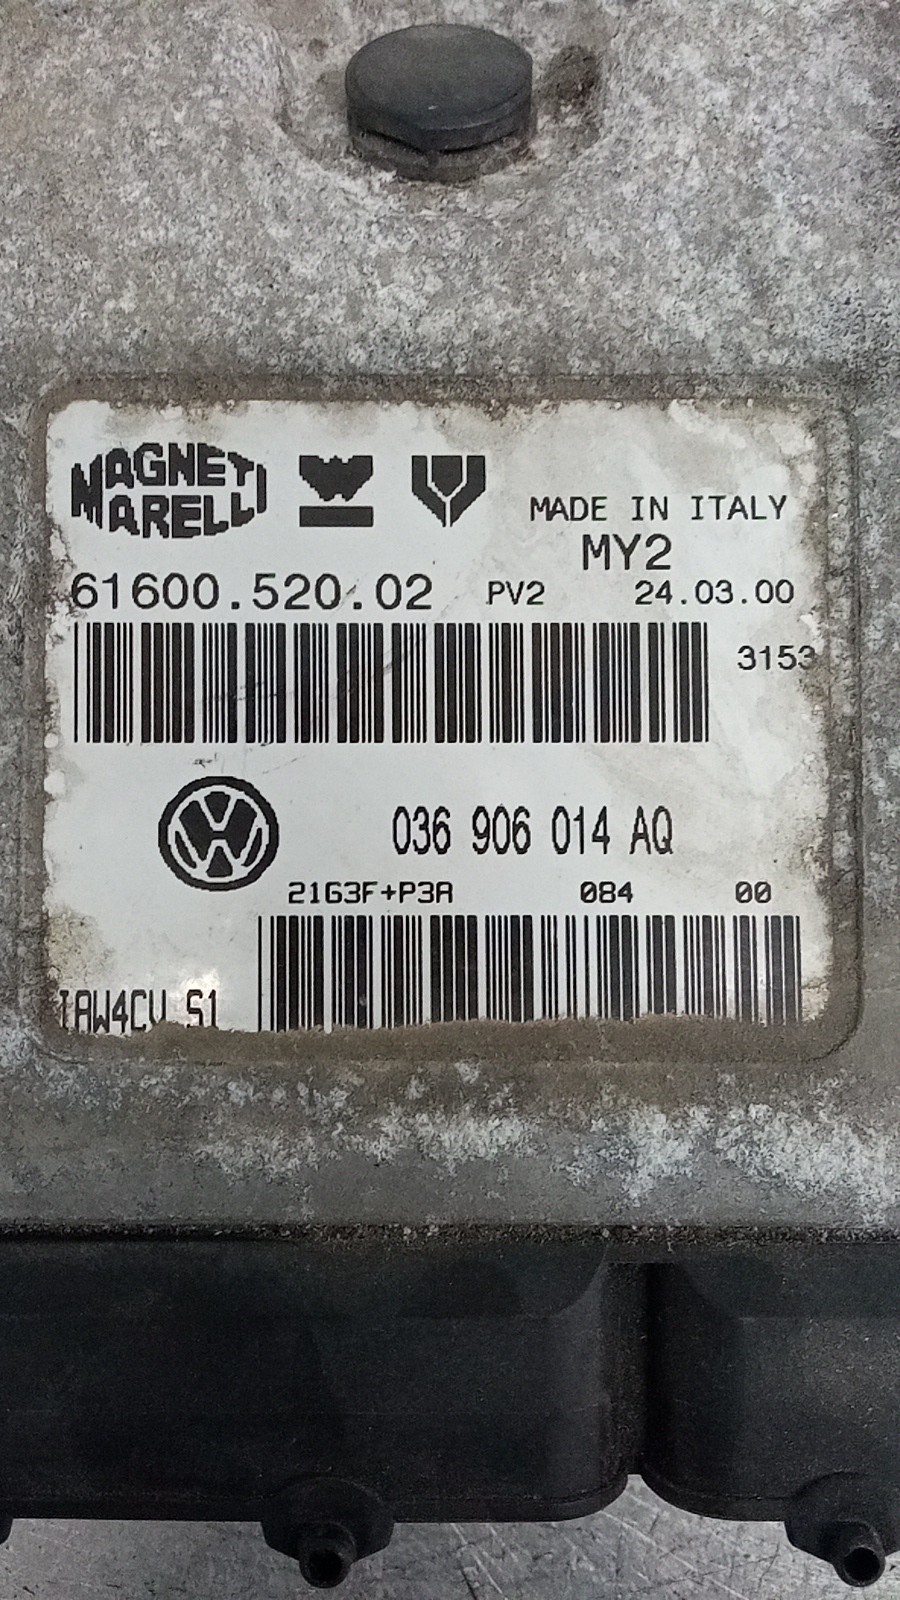 MAGNETI
MARELLI
MADE IN ITALY
MY2
61600.520.02 PV2 24.03.00
3153
036 906 014 AQ
2163F+P3A 084 00
IAW4CV S1